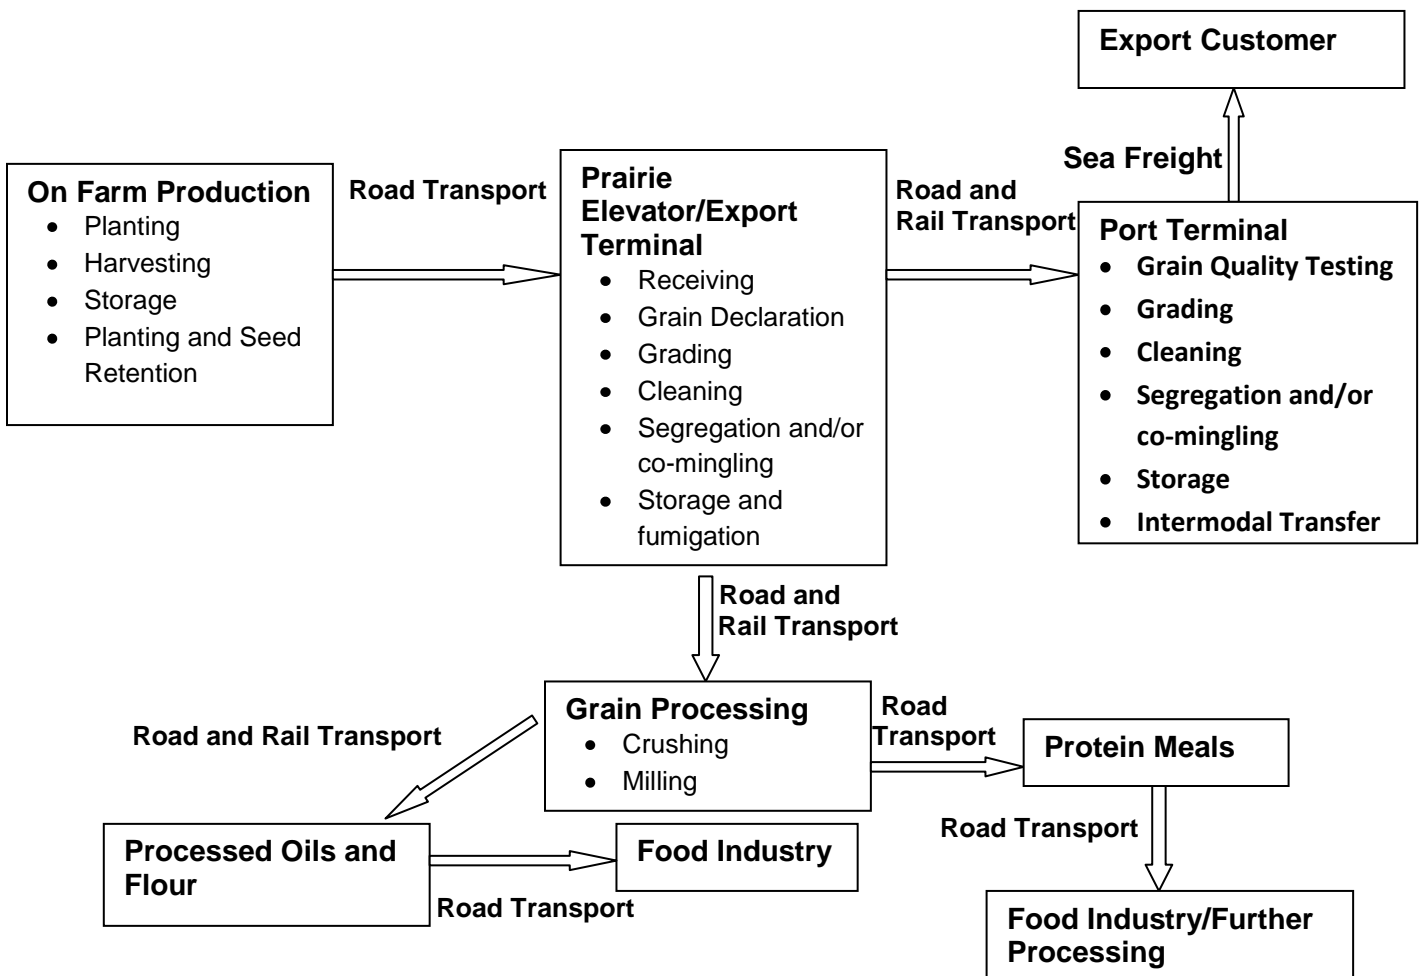 Export Customer
Sea Freight
On Farm Production
• Planting
• Harvesting
• Storage
• Planting and Seed
Retention
Road Transport
Prairie
Elevator/Export
Terminal
• Receiving
• Grain Declaration
• Grading
• Cleaning
• Segregation and/or
co-mingling
• Storage and
fumigation
Road and
Rail Transport
Port Terminal
• Grain Quality Testing
• Grading
• Cleaning
• Segregation and/or
co-mingling
• Storage
• Intermodal Transfer
Road and
Rail Transport
Grain Processing
• Crushing
• Milling
Road and Rail Transport
Road
Transport
Protein Meals
Processed Oils and
Flour
Road Transport
Food Industry
Road Transport
Food Industry/Further
Processing